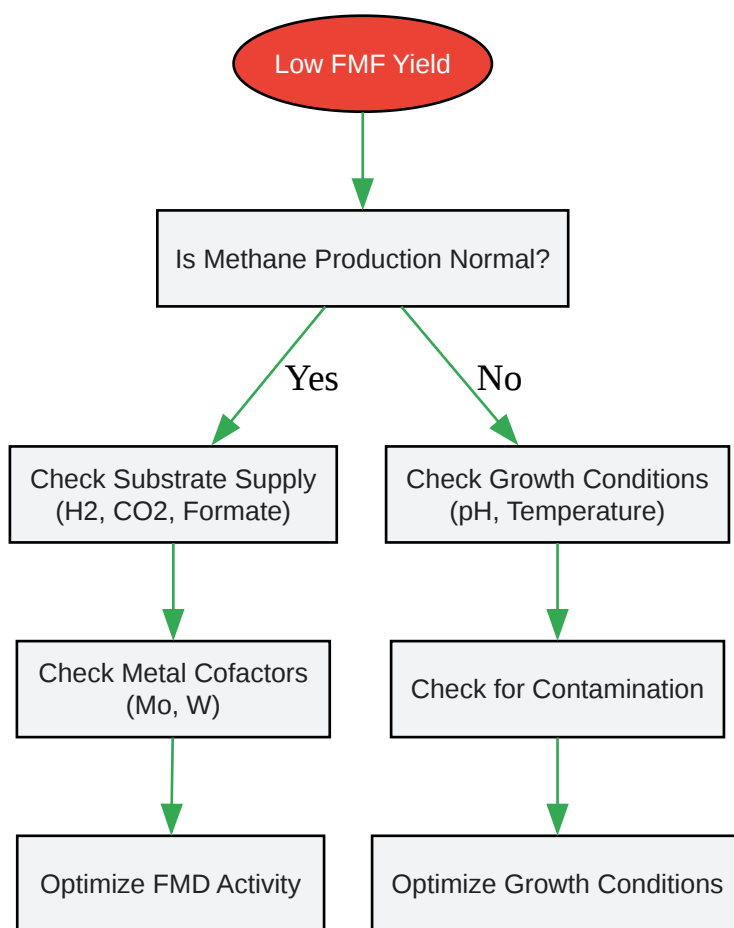 Low FMF Yield
Is Methane Production Normal?
Yes
No
Check Substrate Supply
(H2, CO2, Formate)
Check Growth Conditions
(pH, Temperature)
Check Metal Cofactors
(Mo, W)
Check for Contamination
Optimize FMD Activity
Optimize Growth Conditions